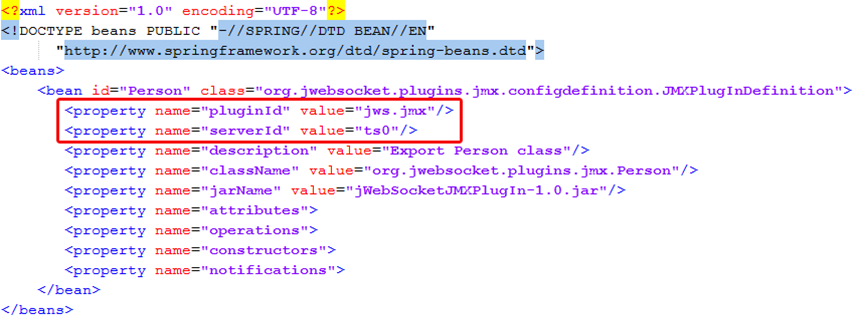 <?xml version="1.0" encoding="UTF-8"?>
<!DOCTYPE beans PUBLIC "-//SPRING//DTD BEAN//EN"
"http://www.springframework.org/dtd/spring-beans.dtd">
<beans>
<bean id="Person" class="org.jwebsocket.plugins.jmx.configdefinition.JMXPlugInDefinition">
<property name="pluginId" value="jws.jmx"/>
<property name="serverId" value="ts0"/>
<property name="description" value="Export Person class"/>
<property name="className" value="org.jwebsocket.plugins.jmx.Person"/>
<property name="jarName" value="jWebSocketJMXPlugIn-1.0.jar"/>
<property name="attributes">
<property name="operations">
<property name="constructors">
<property name="notifications">
</bean>
</beans>